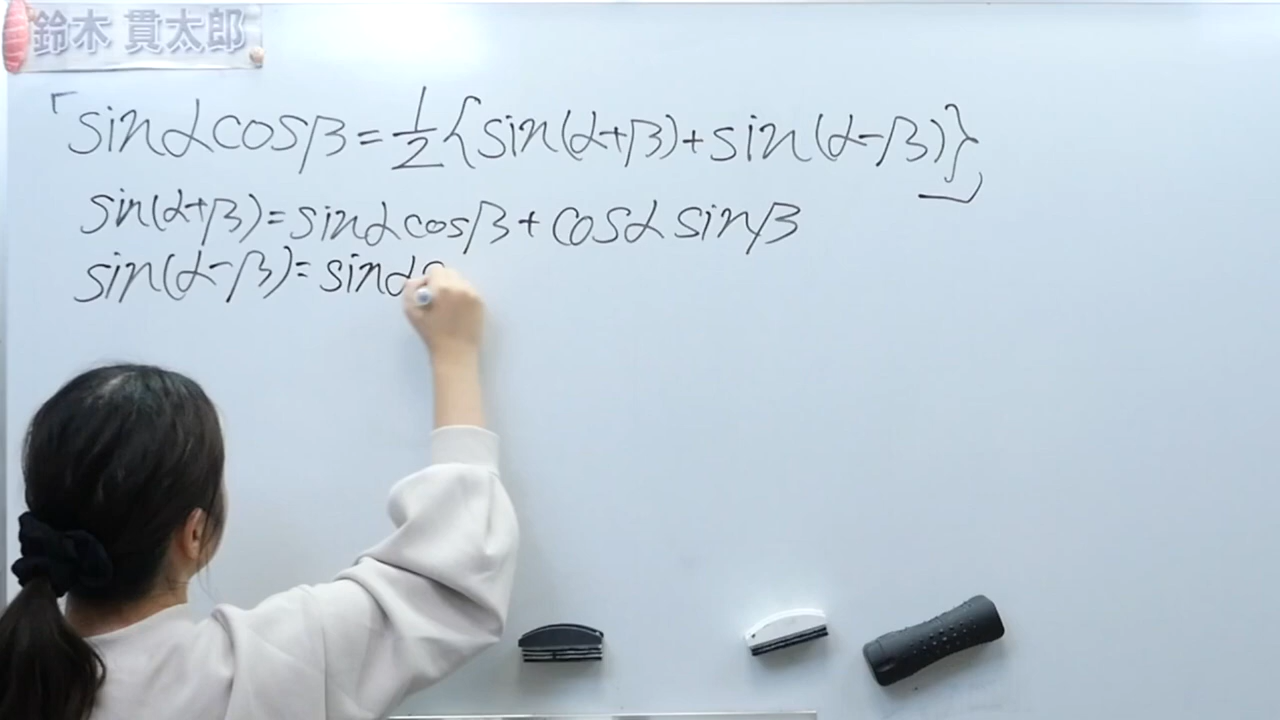 鈴木 貫太郎
「sinαcosβ=1/2{sin(α+β)+sin(α-β)}」
sin(α+β)=sinαcosβ+cosαsinβ
sin(α-β)=sinα